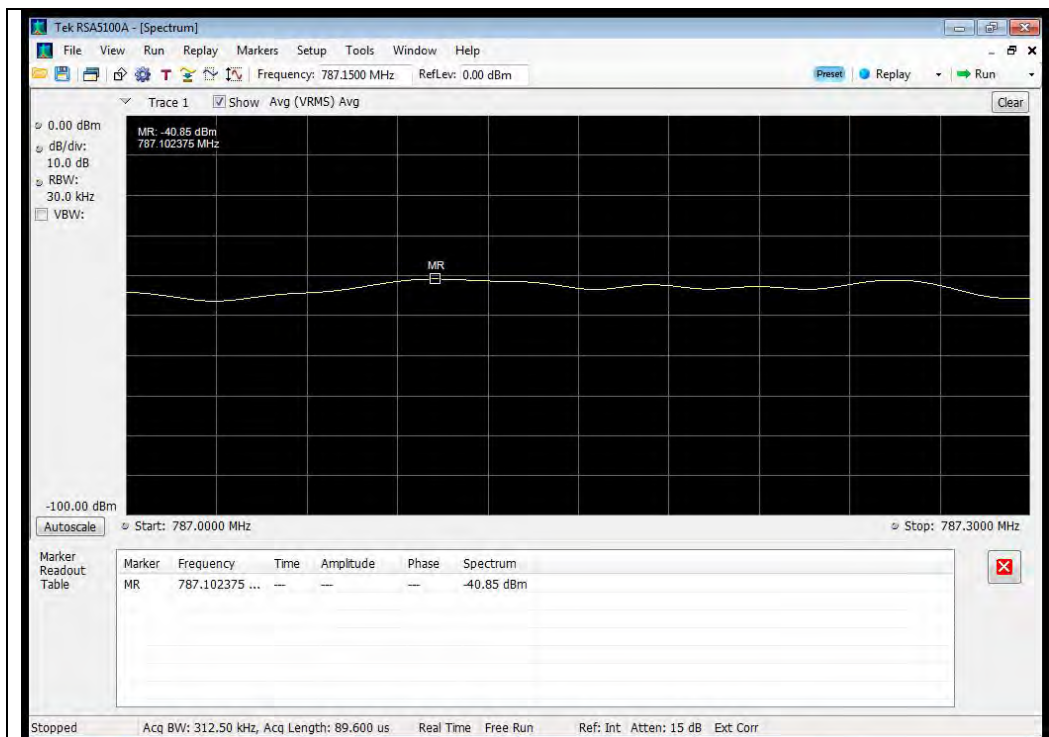 Tek RSA5100A - [Spectrum]
File View Run Replay Markers Setup Tools Window Help
T Frequency: 787.1500 MHz RefLev: 0.00 dBm Preset Replay Run
Trace 1 Show Avg (VRMS) Avg Clear
0.00 dBm
dB/div:
10.0 dB
RBW:
30.0 kHz
VBW:
MR: -40.85 dBm
787.102375 MHz
MR
-100.00 dBm
Autoscale Start: 787.0000 MHz Stop: 787.3000 MHz
Marker
Readout
Table
Marker Frequency Time Amplitude Phase Spectrum
MR 787.102375 ... --- --- --- -40.85 dBm
Stopped Acq BW: 312.50 kHz, Acq Length: 89.600 us Real Time Free Run Ref: Int Atten: 15 dB Ext Corr